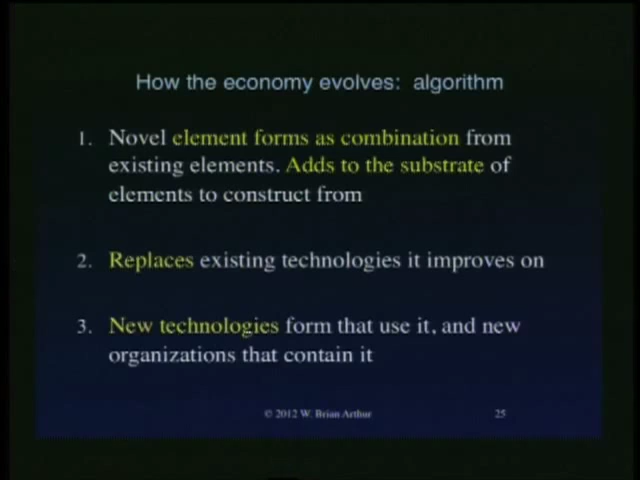 How the economy evolves: algorithm
1. Novel element forms as combination from
existing elements. Adds to the substrate of
elements to construct from
2. Replaces existing technologies it improves on
3. New technologies form that use it, and new
organizations that contain it
© 2012 W. Brian Arthur 25